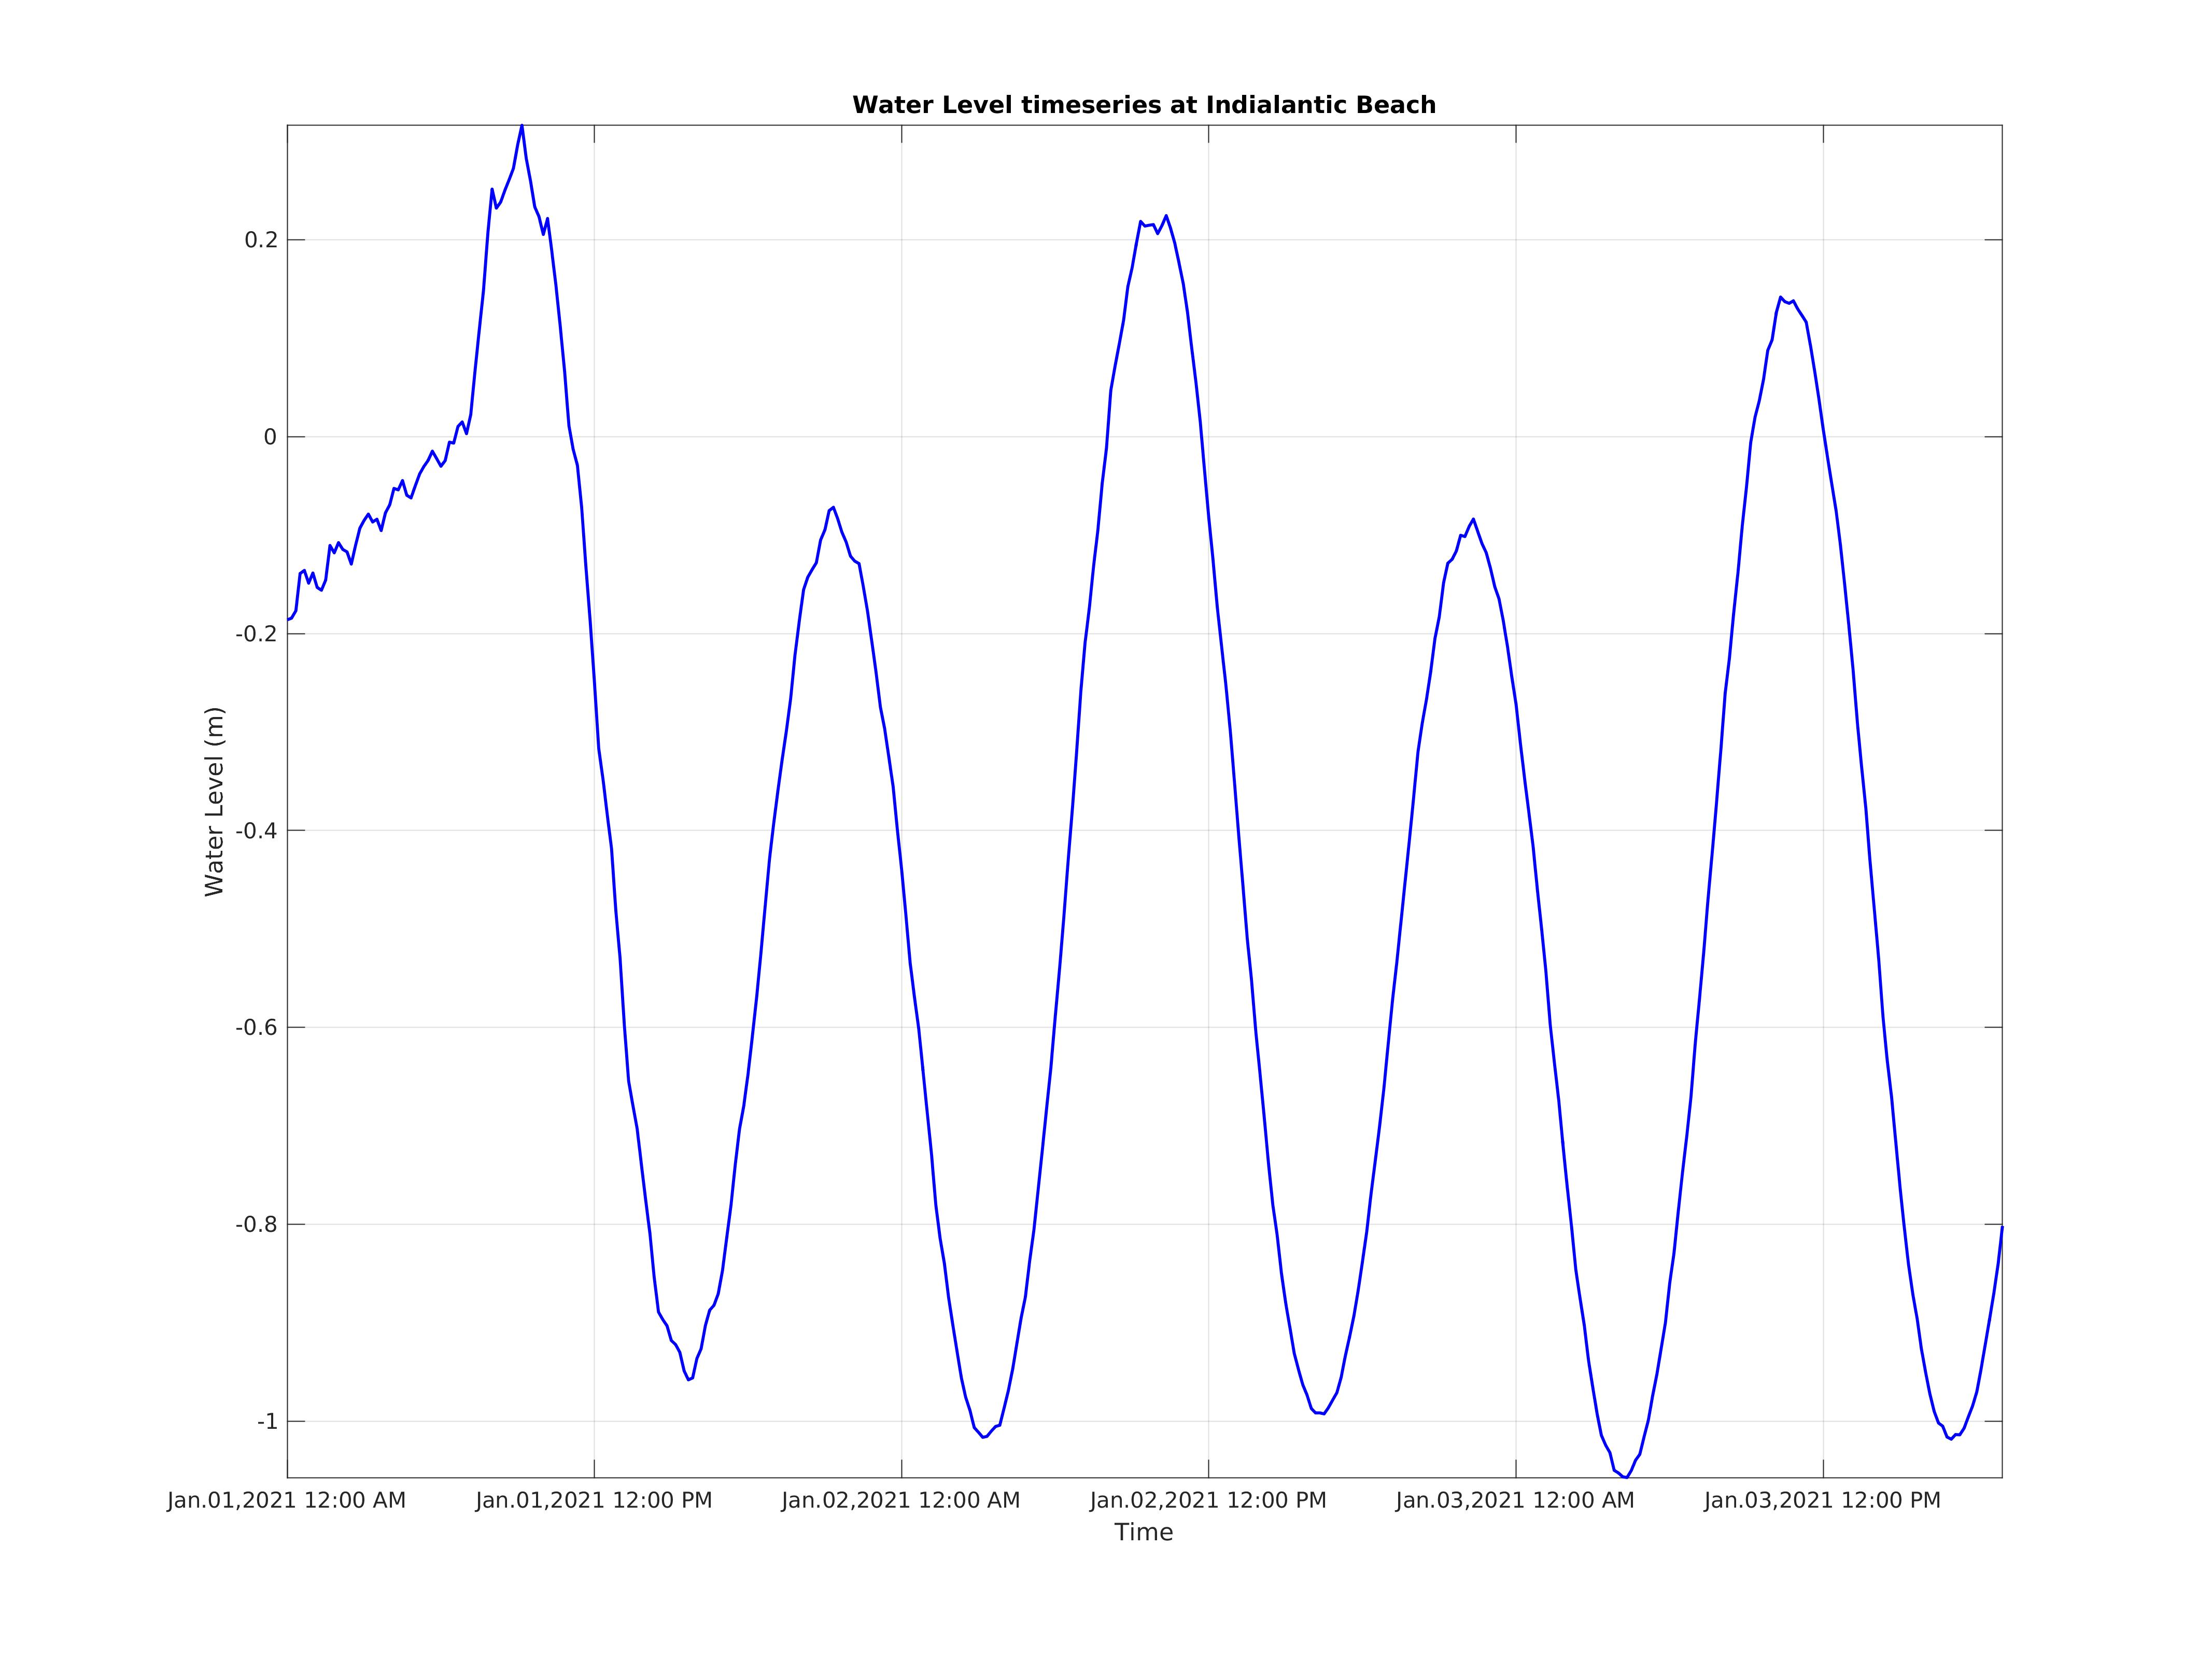 Water Level timeseries at Indialantic Beach
0.2
0
-0.2
-0.4
-0.6
-0.8
-1
Water Level (m)
Jan.01,2021 12:00 AM
Jan.01,2021 12:00 PM
Jan.02,2021 12:00 AM
Jan.02,2021 12:00 PM
Jan.03,2021 12:00 AM
Jan.03,2021 12:00 PM
Time